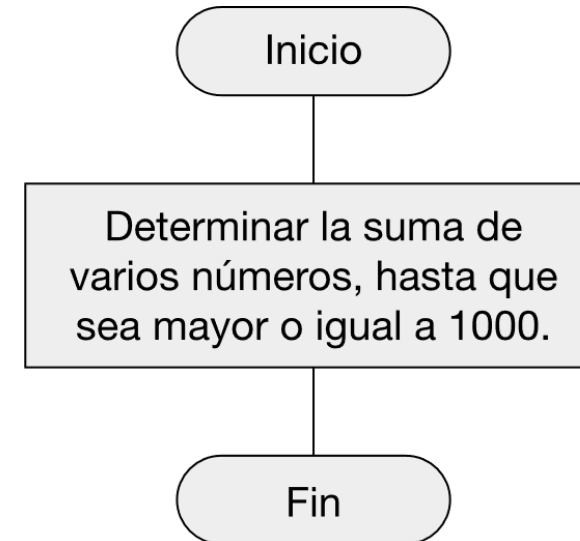 Inicio
Determinar la suma de
varios números, hasta que
sea mayor o igual a 1000.
Fin